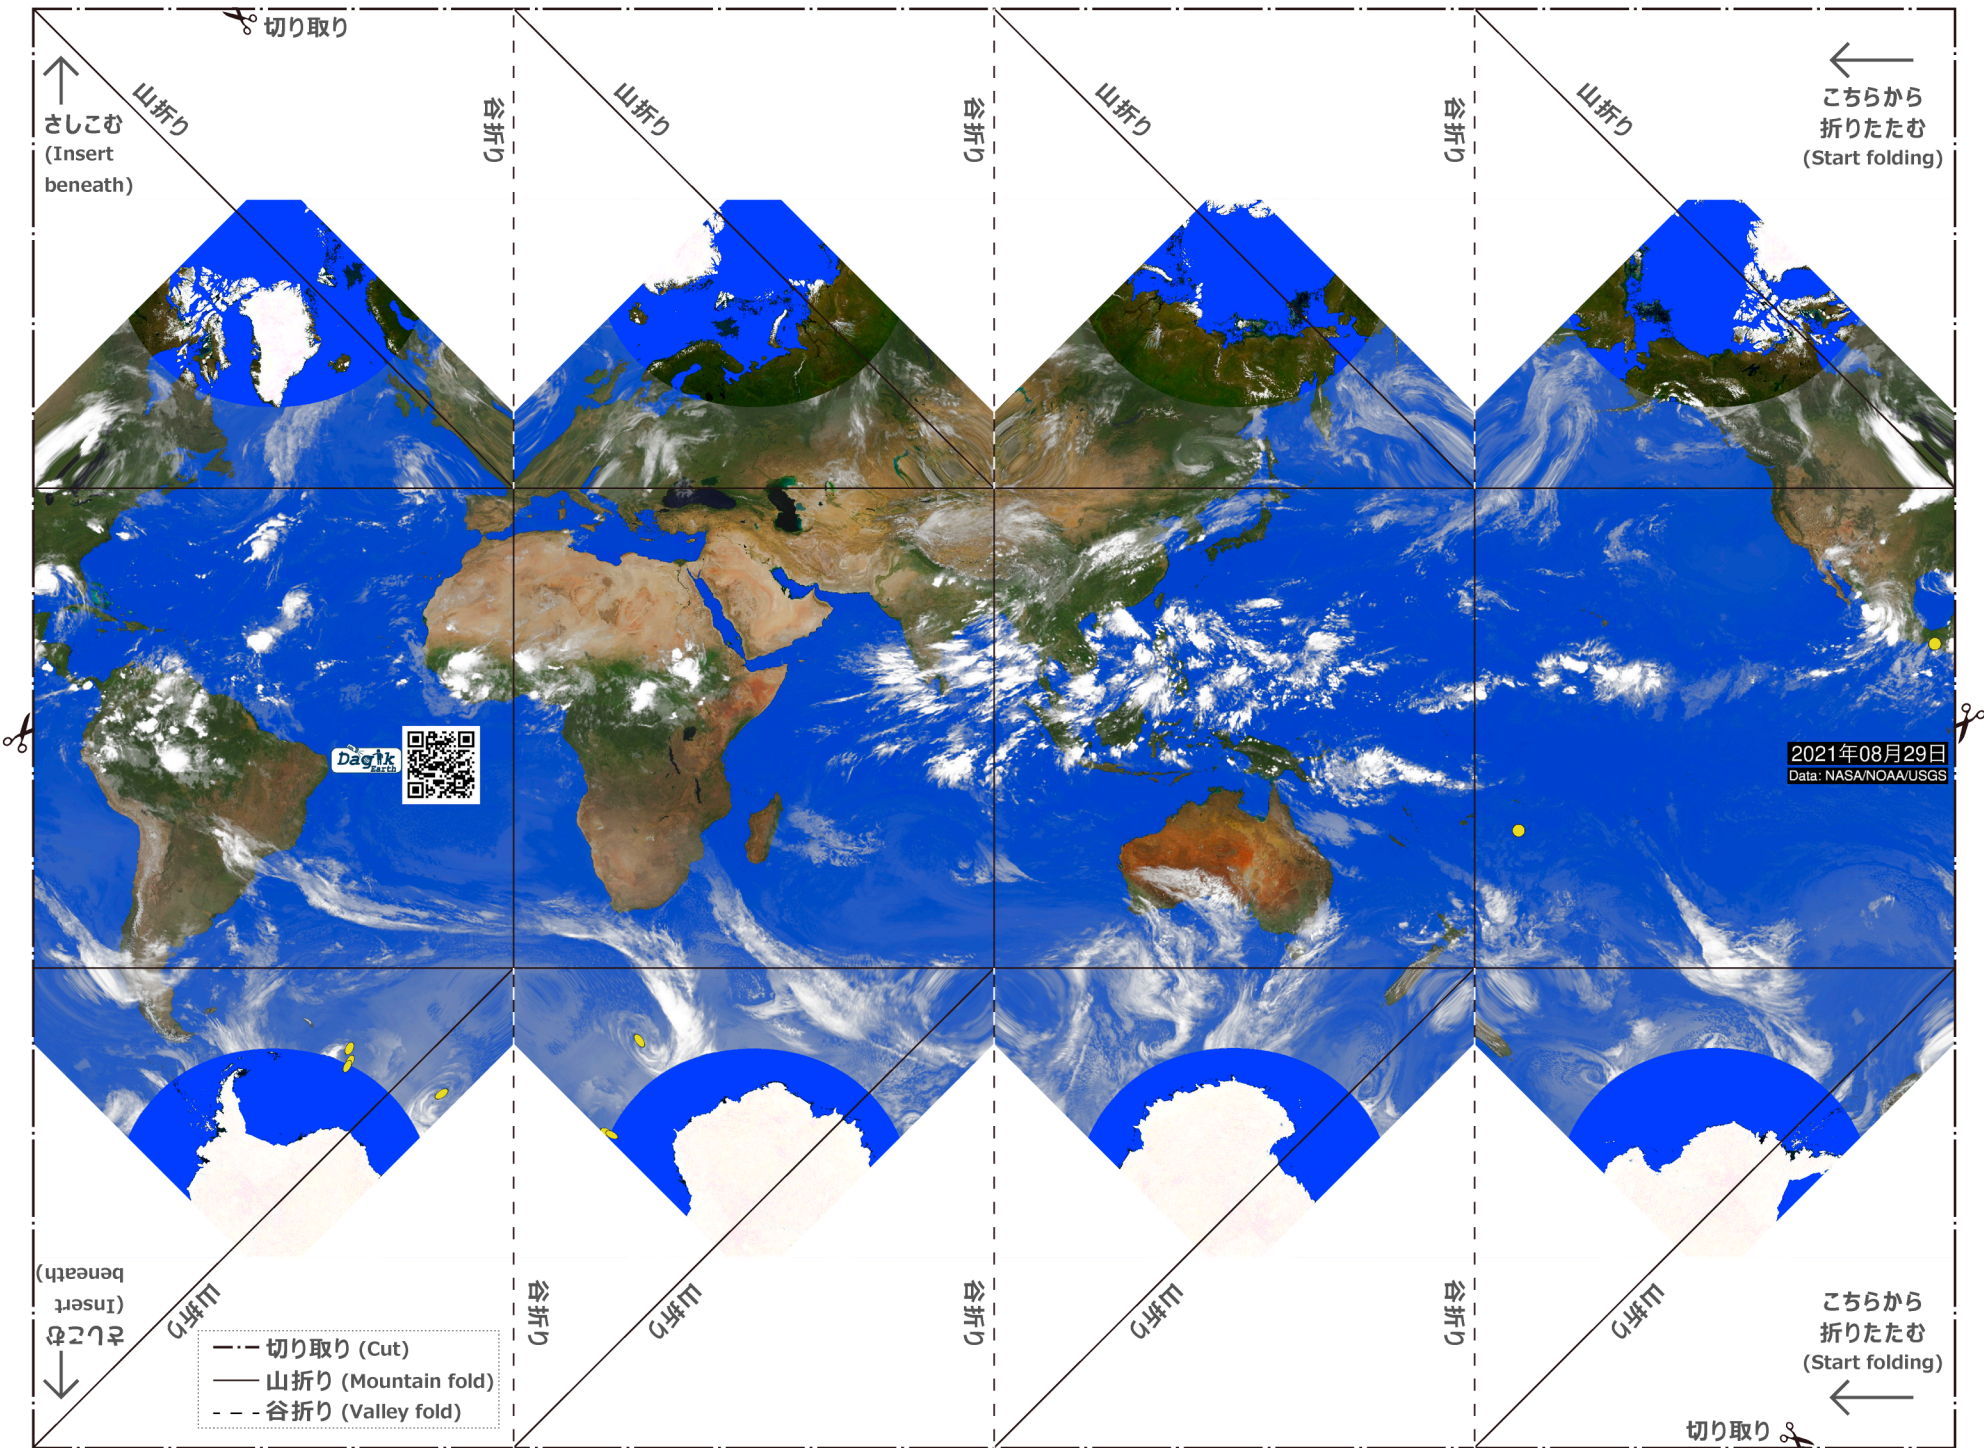 切り取り
さしこむ
(Insert
beneath)
山折り
谷折り
山折り
谷折り
山折り
谷折り
山折り
こちらから
折りたたむ
(Start folding)
Dagik
Earth
2021年08月29日
Data: NASA/NOAA/USGS
さしこむ
(Insert
beneath)
山折り
谷折り
山折り
谷折り
山折り
谷折り
山折り
こちらから
折りたたむ
(Start folding)
切り取り (Cut)
山折り (Mountain fold)
谷折り (Valley fold)
切り取り